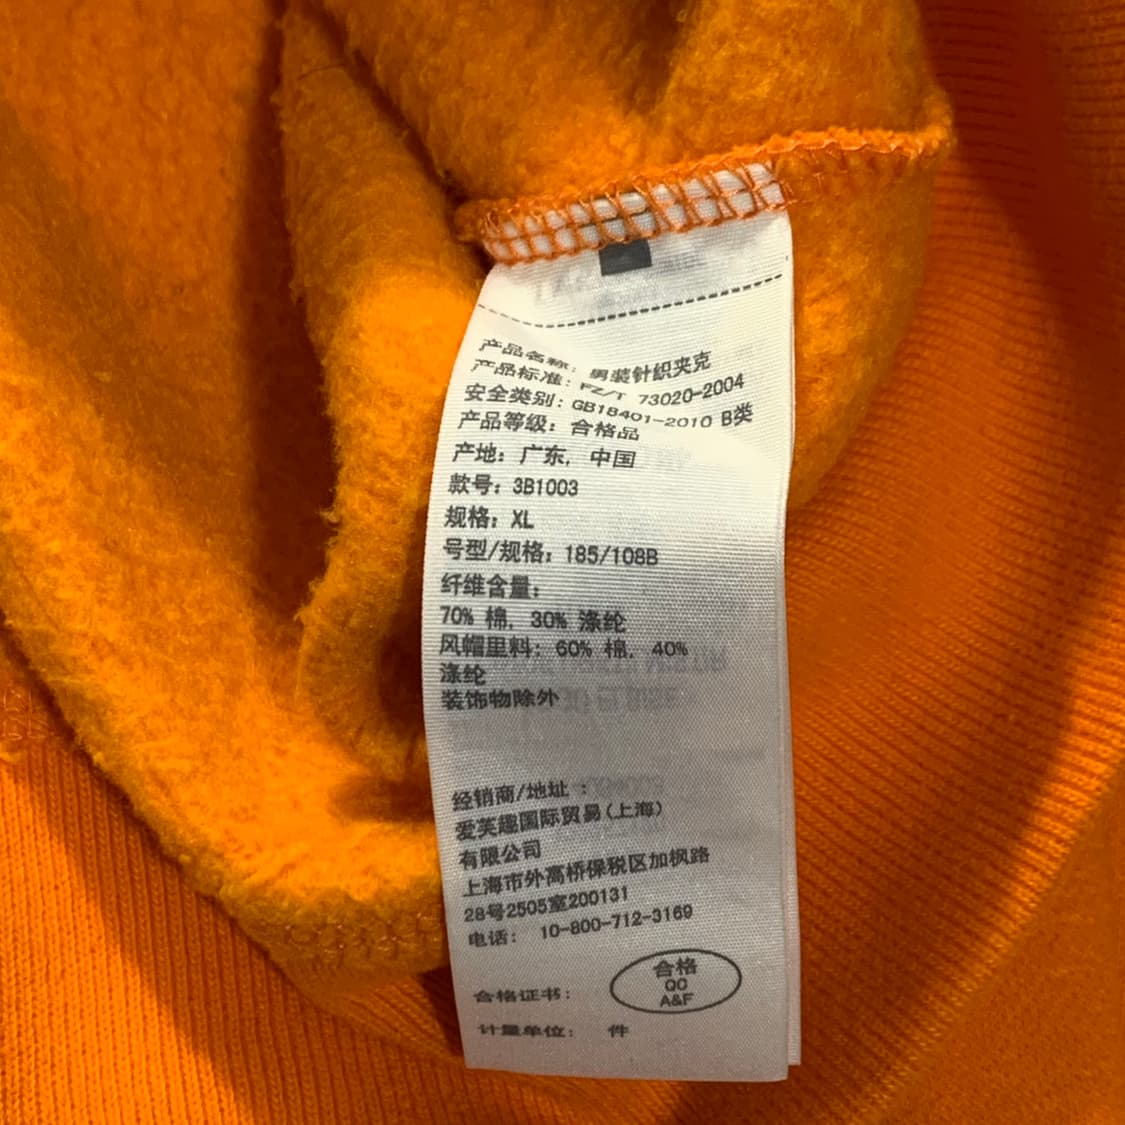 产品名称: 男装针织夹克
产品标准: FZ/T 73020-2004
安全类别: GB18401-2010 B类
产品等级: 合格品
产地: 广东, 中国
款号: 3B1003
规格: XL
号型/规格: 185/108B
纤维含量:
70% 棉, 30% 涤纶
风帽里料: 60% 棉, 40%
涤纶
装饰物除外
经销商/地址 :
爱芙趣国际贸易(上海)
有限公司
上海市外高桥保税区加枫路
28号2505室200131
电话: 10-800-712-3169
合格
QC
A&F
合格证书:
计量单位: 件